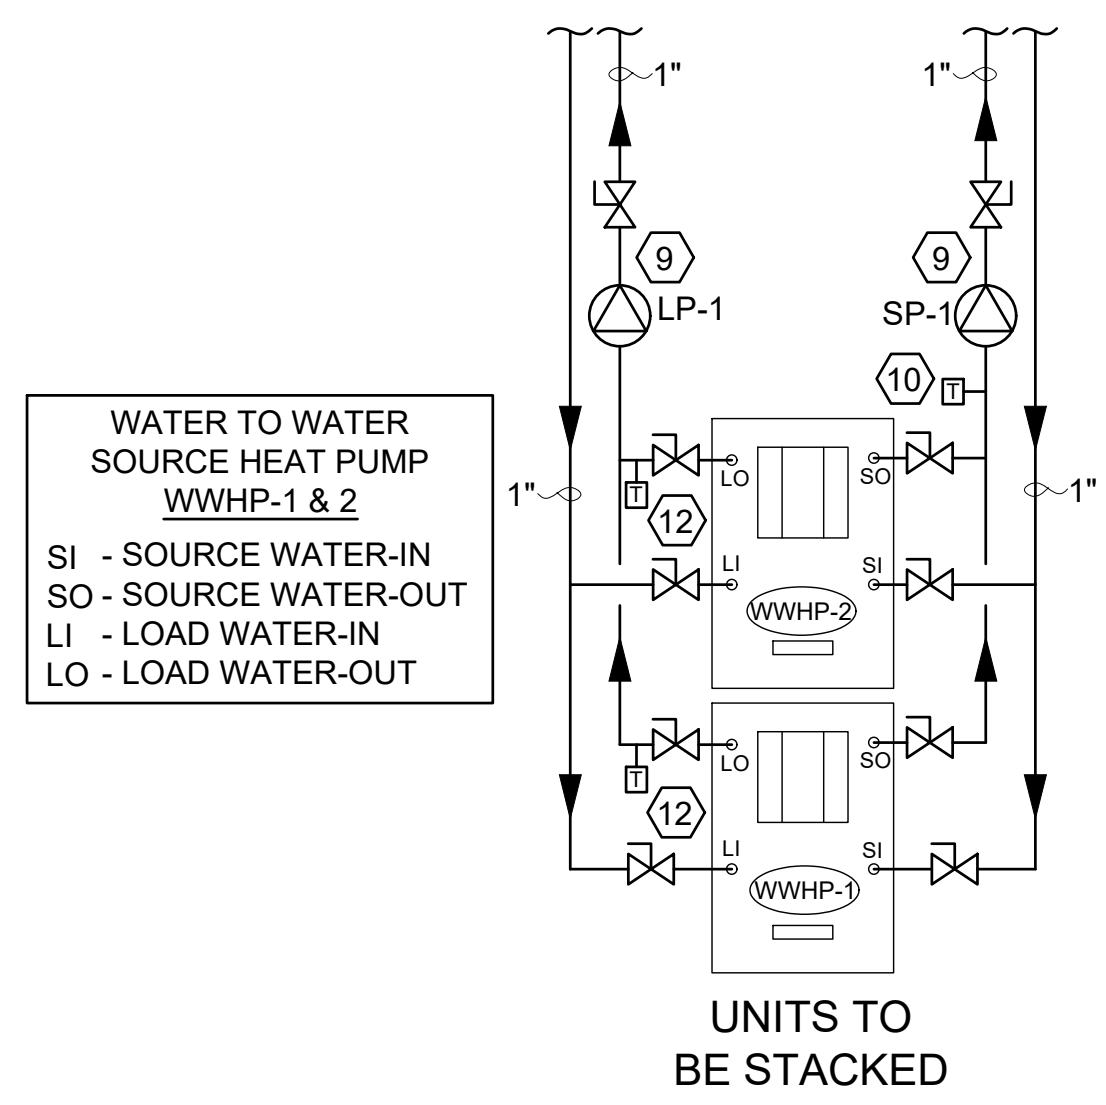 1"
1"
9
9
LP-1
SP-1
10
T
WATER TO WATER
SOURCE HEAT PUMP
WWHP-1 & 2
SI - SOURCE WATER-IN
SO - SOURCE WATER-OUT
LI - LOAD WATER-IN
LO - LOAD WATER-OUT
1"
1"
LO
SO
T
12
LI
SI
WWHP-2
LO
SO
T
12
LI
SI
WWHP-1
UNITS TO
BE STACKED